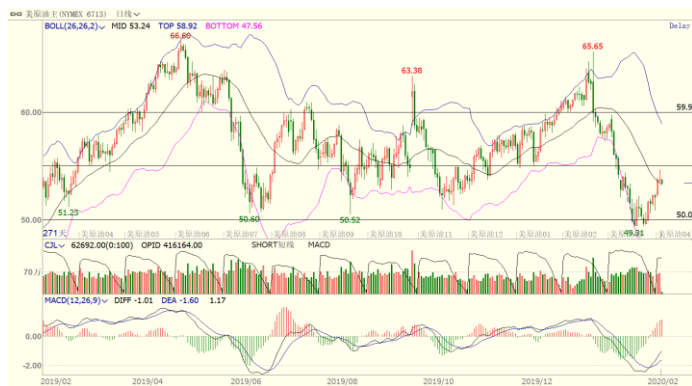 美原油主(NYMEX 6713) 日线
BOLL(26,26,2) MID 53.24 TOP 58.92 BOTTOM 47.56 Delay
66.60
65.65
63.38
60.00 59.9
51.23 50.60 50.52
50.00 50.0
49.31
271天 美原油04 美原油05 美原油06 美原油07 美原油08 美原油09 美原油10 美原油11 美原油12 美原油01 美原油02 美原油03 美原油04
CJL 62692.00(0:100) OPID 416164.00 SHORT短线 MACD
70万
MACD(12,26,9) DIFF -1.01 DEA -1.60 1.17
0.00
-2.00
2019/02 2019/04 2019/06 2019/08 2019/10 2019/12 2020/02